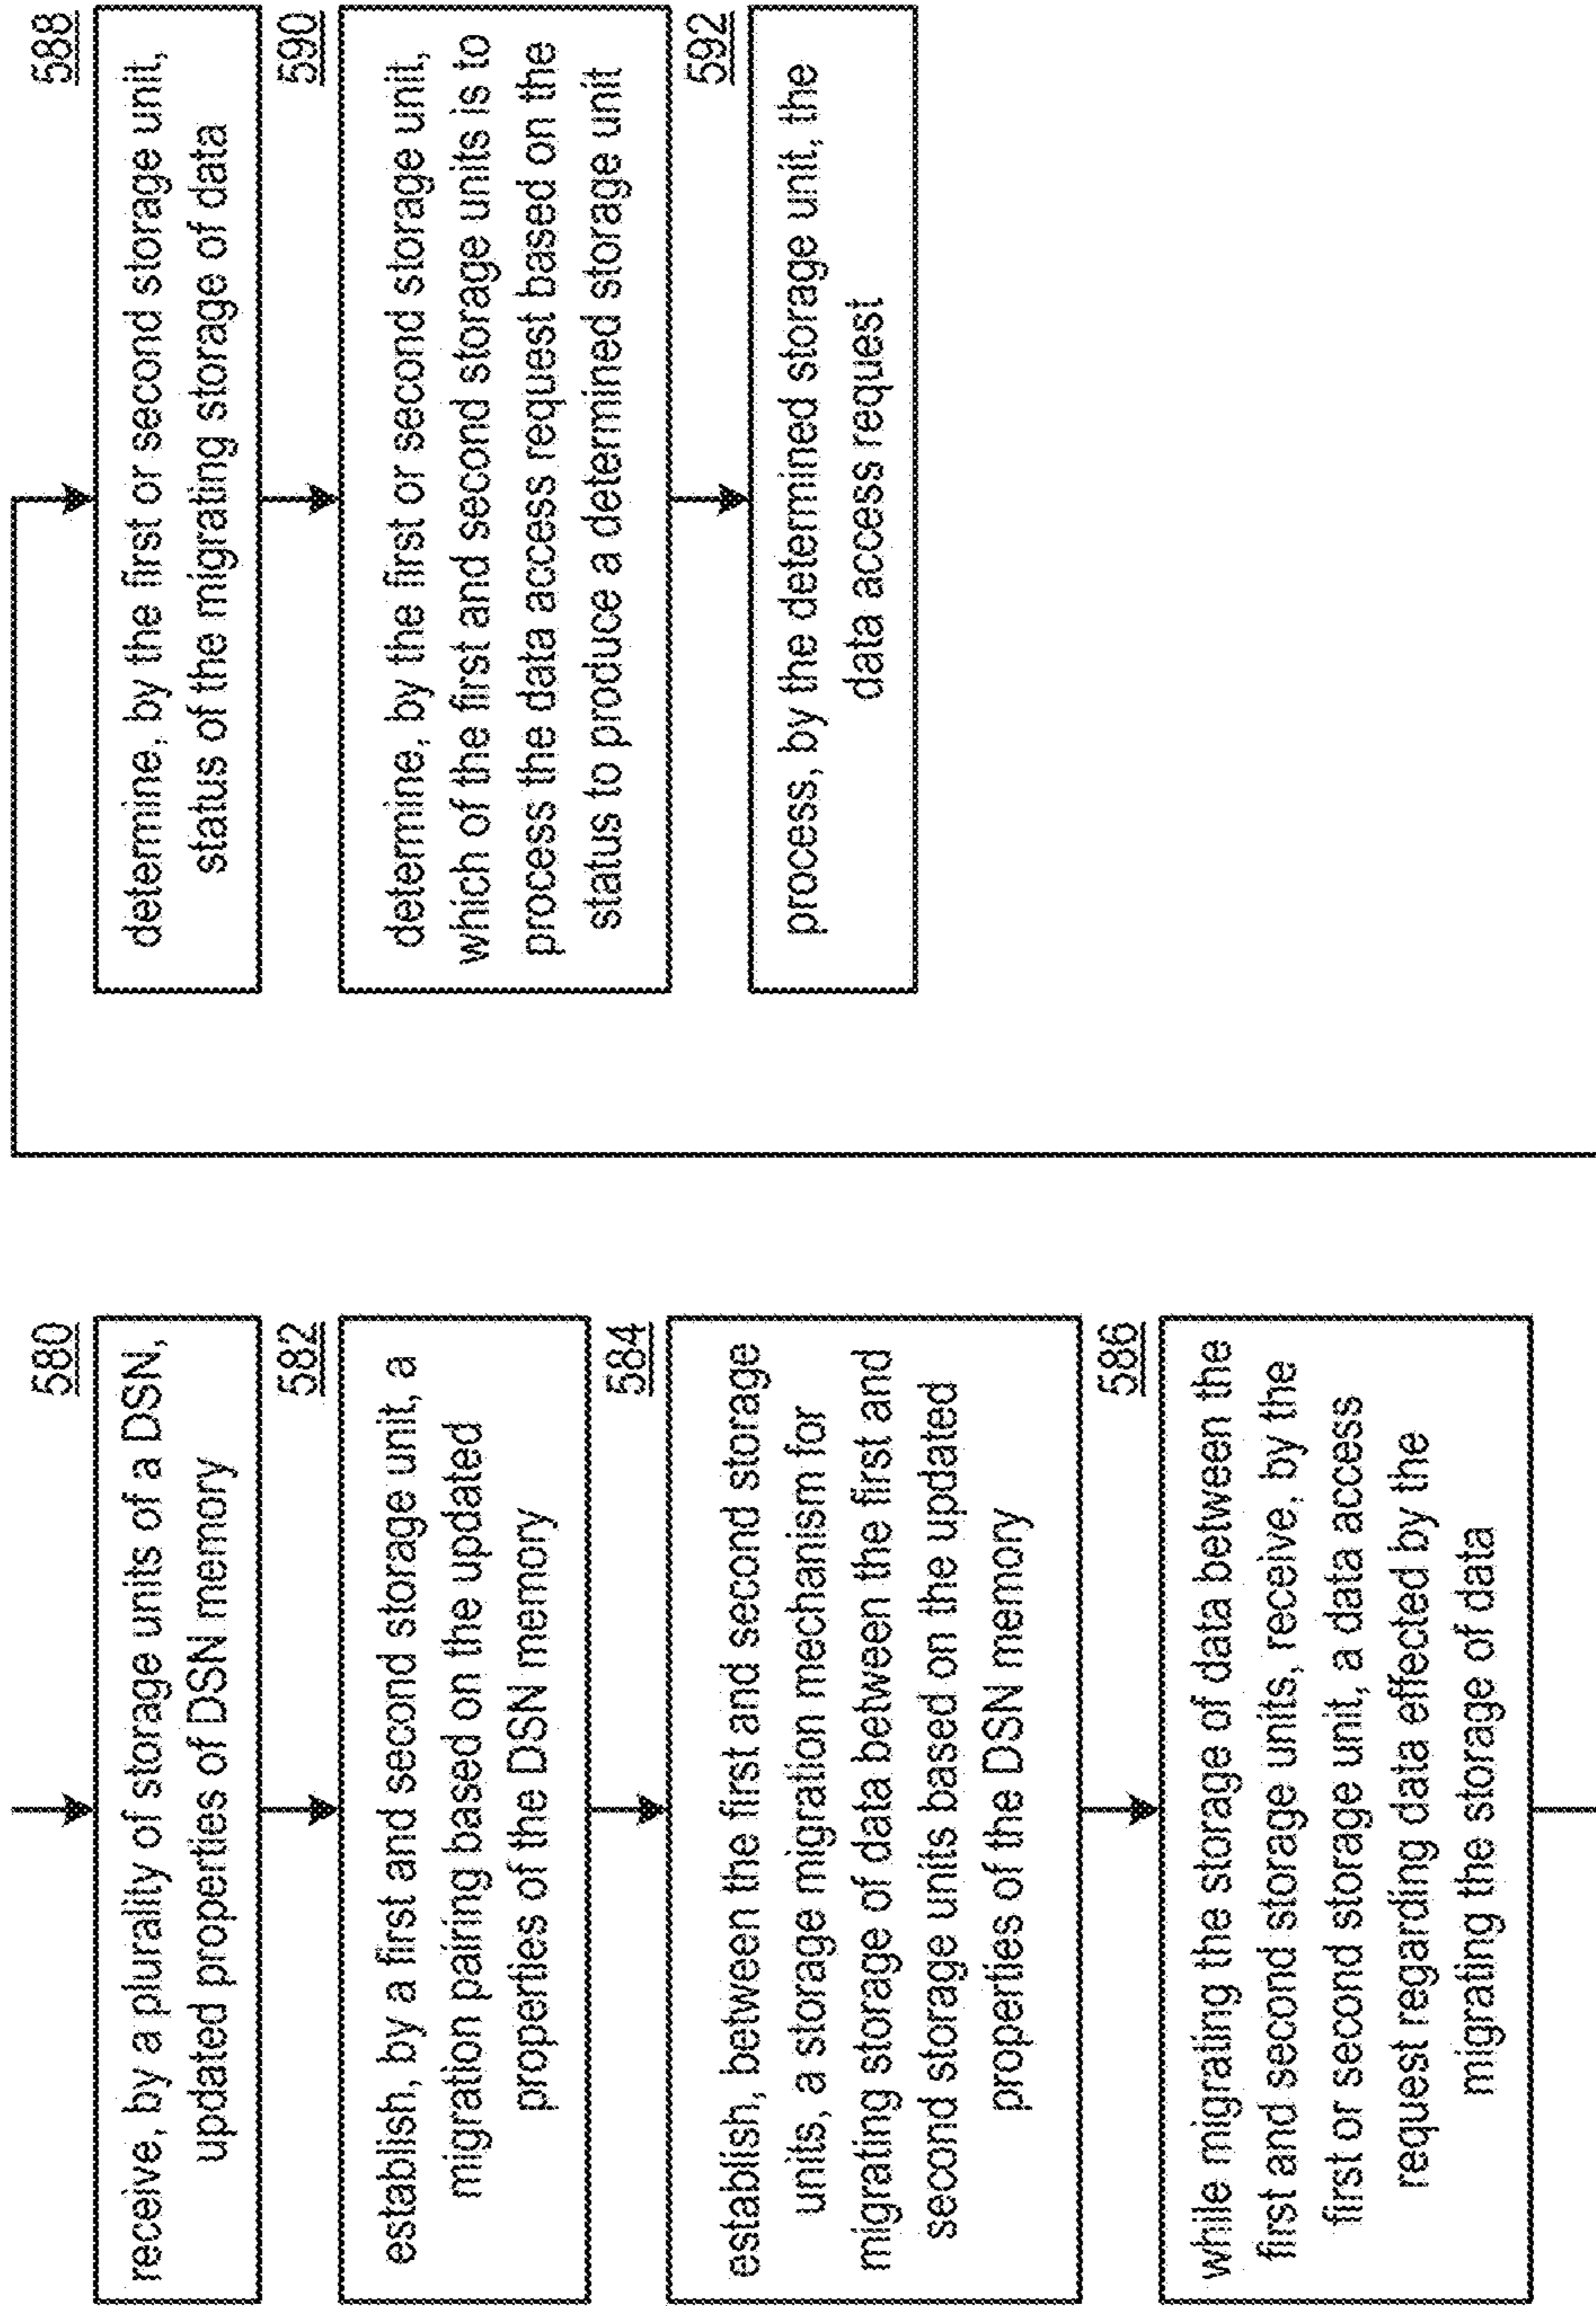 580
receive, by a plurality of storage units of a DSN,
updated properties of DSN memory
582
establish, by a first and second storage unit, a
migration pairing based on the updated
properties of the DSN memory
584
establish, between the first and second storage
units, a storage migration mechanism for
migrating storage of data between the first and
second storage units based on the updated
properties of the DSN memory
586
while migrating the storage of data between the
first and second storage units, receive, by the
first or second storage unit, a data access
request regarding data effected by the
migrating the storage of data
588
determine, by the first or second storage unit,
status of the migrating storage of data
590
determine, by the first or second storage unit,
which of the first and second storage units is to
process the data access request based on the
status to produce a determined storage unit
592
process, by the determined storage unit, the
data access request